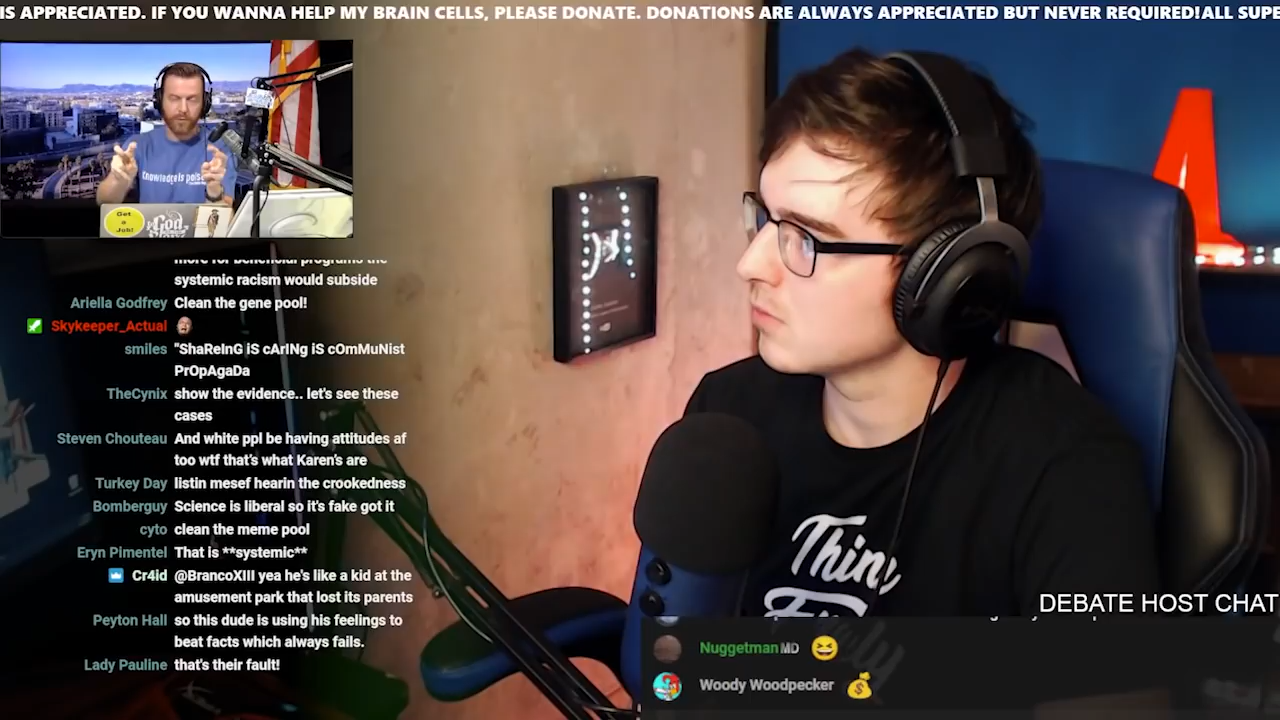 IS APPRECIATED. IF YOU WANNA HELP MY BRAIN CELLS, PLEASE DONATE. DONATIONS ARE ALWAYS APPRECIATED BUT NEVER REQUIRED!ALL SUPE
Get
a
Job!
God
more for beneficial programs the
systemic racism would subside
Ariella Godfrey Clean the gene pool!
Skykeeper_Actual
smiles "ShaReInG iS cArINg iS cOmMuNist
PrOpAgaDa
TheCynix show the evidence.. let's see these
cases
Steven Chouteau And white ppl be having attitudes af
too wtf that's what Karen's are
Turkey Day listin mesef hearin the crookedness
Bomberguy Science is liberal so it's fake got it
cyto clean the meme pool
Eryn Pimentel That is **systemic**
Cr4id @BrancoXIII yea he's like a kid at the
amusement park that lost its parents
Peyton Hall so this dude is using his feelings to
beat facts which always fails.
Lady Pauline that's their fault!
DEBATE HOST CHAT
Nuggetman MD
Woody Woodpecker